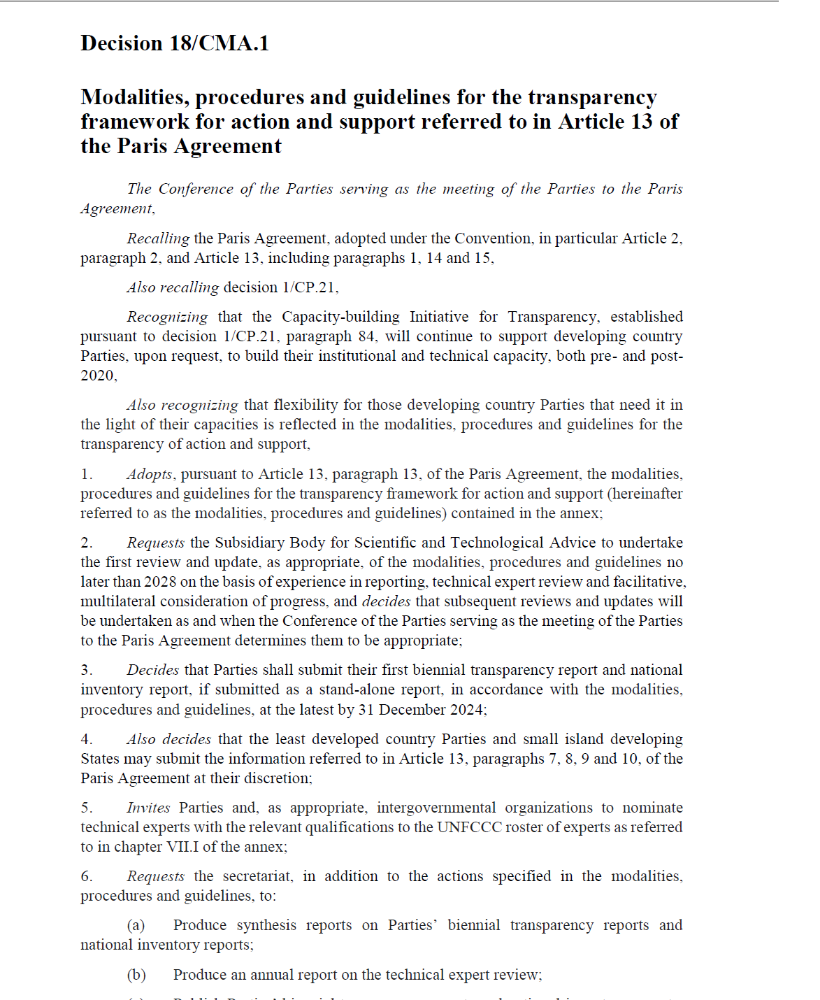 Decision 18/CMA.1
Modalities, procedures and guidelines for the transparency
framework for action and support referred to in Article 13 of
the Paris Agreement
The Conference of the Parties serving as the meeting of the Parties to the Paris
Agreement,
Recalling the Paris Agreement, adopted under the Convention, in particular Article 2,
paragraph 2, and Article 13, including paragraphs 1, 14 and 15,
Also recalling decision 1/CP.21,
Recognizing that the Capacity-building Initiative for Transparency, established
pursuant to decision 1/CP.21, paragraph 84, will continue to support developing country
Parties, upon request, to build their institutional and technical capacity, both pre- and post-
2020,
Also recognizing that flexibility for those developing country Parties that need it in
the light of their capacities is reflected in the modalities, procedures and guidelines for the
transparency of action and support,
1. Adopts, pursuant to Article 13, paragraph 13, of the Paris Agreement, the modalities,
procedures and guidelines for the transparency framework for action and support (hereinafter
referred to as the modalities, procedures and guidelines) contained in the annex;
2. Requests the Subsidiary Body for Scientific and Technological Advice to undertake
the first review and update, as appropriate, of the modalities, procedures and guidelines no
later than 2028 on the basis of experience in reporting, technical expert review and facilitative,
multilateral consideration of progress, and decides that subsequent reviews and updates will
be undertaken as and when the Conference of the Parties serving as the meeting of the Parties
to the Paris Agreement determines them to be appropriate;
3. Decides that Parties shall submit their first biennial transparency report and national
inventory report, if submitted as a stand-alone report, in accordance with the modalities,
procedures and guidelines, at the latest by 31 December 2024;
4. Also decides that the least developed country Parties and small island developing
States may submit the information referred to in Article 13, paragraphs 7, 8, 9 and 10, of the
Paris Agreement at their discretion;
5. Invites Parties and, as appropriate, intergovernmental organizations to nominate
technical experts with the relevant qualifications to the UNFCCC roster of experts as referred
to in chapter VII.I of the annex;
6. Requests the secretariat, in addition to the actions specified in the modalities,
procedures and guidelines, to:
(a) Produce synthesis reports on Parties’ biennial transparency reports and
national inventory reports;
(b) Produce an annual report on the technical expert review;